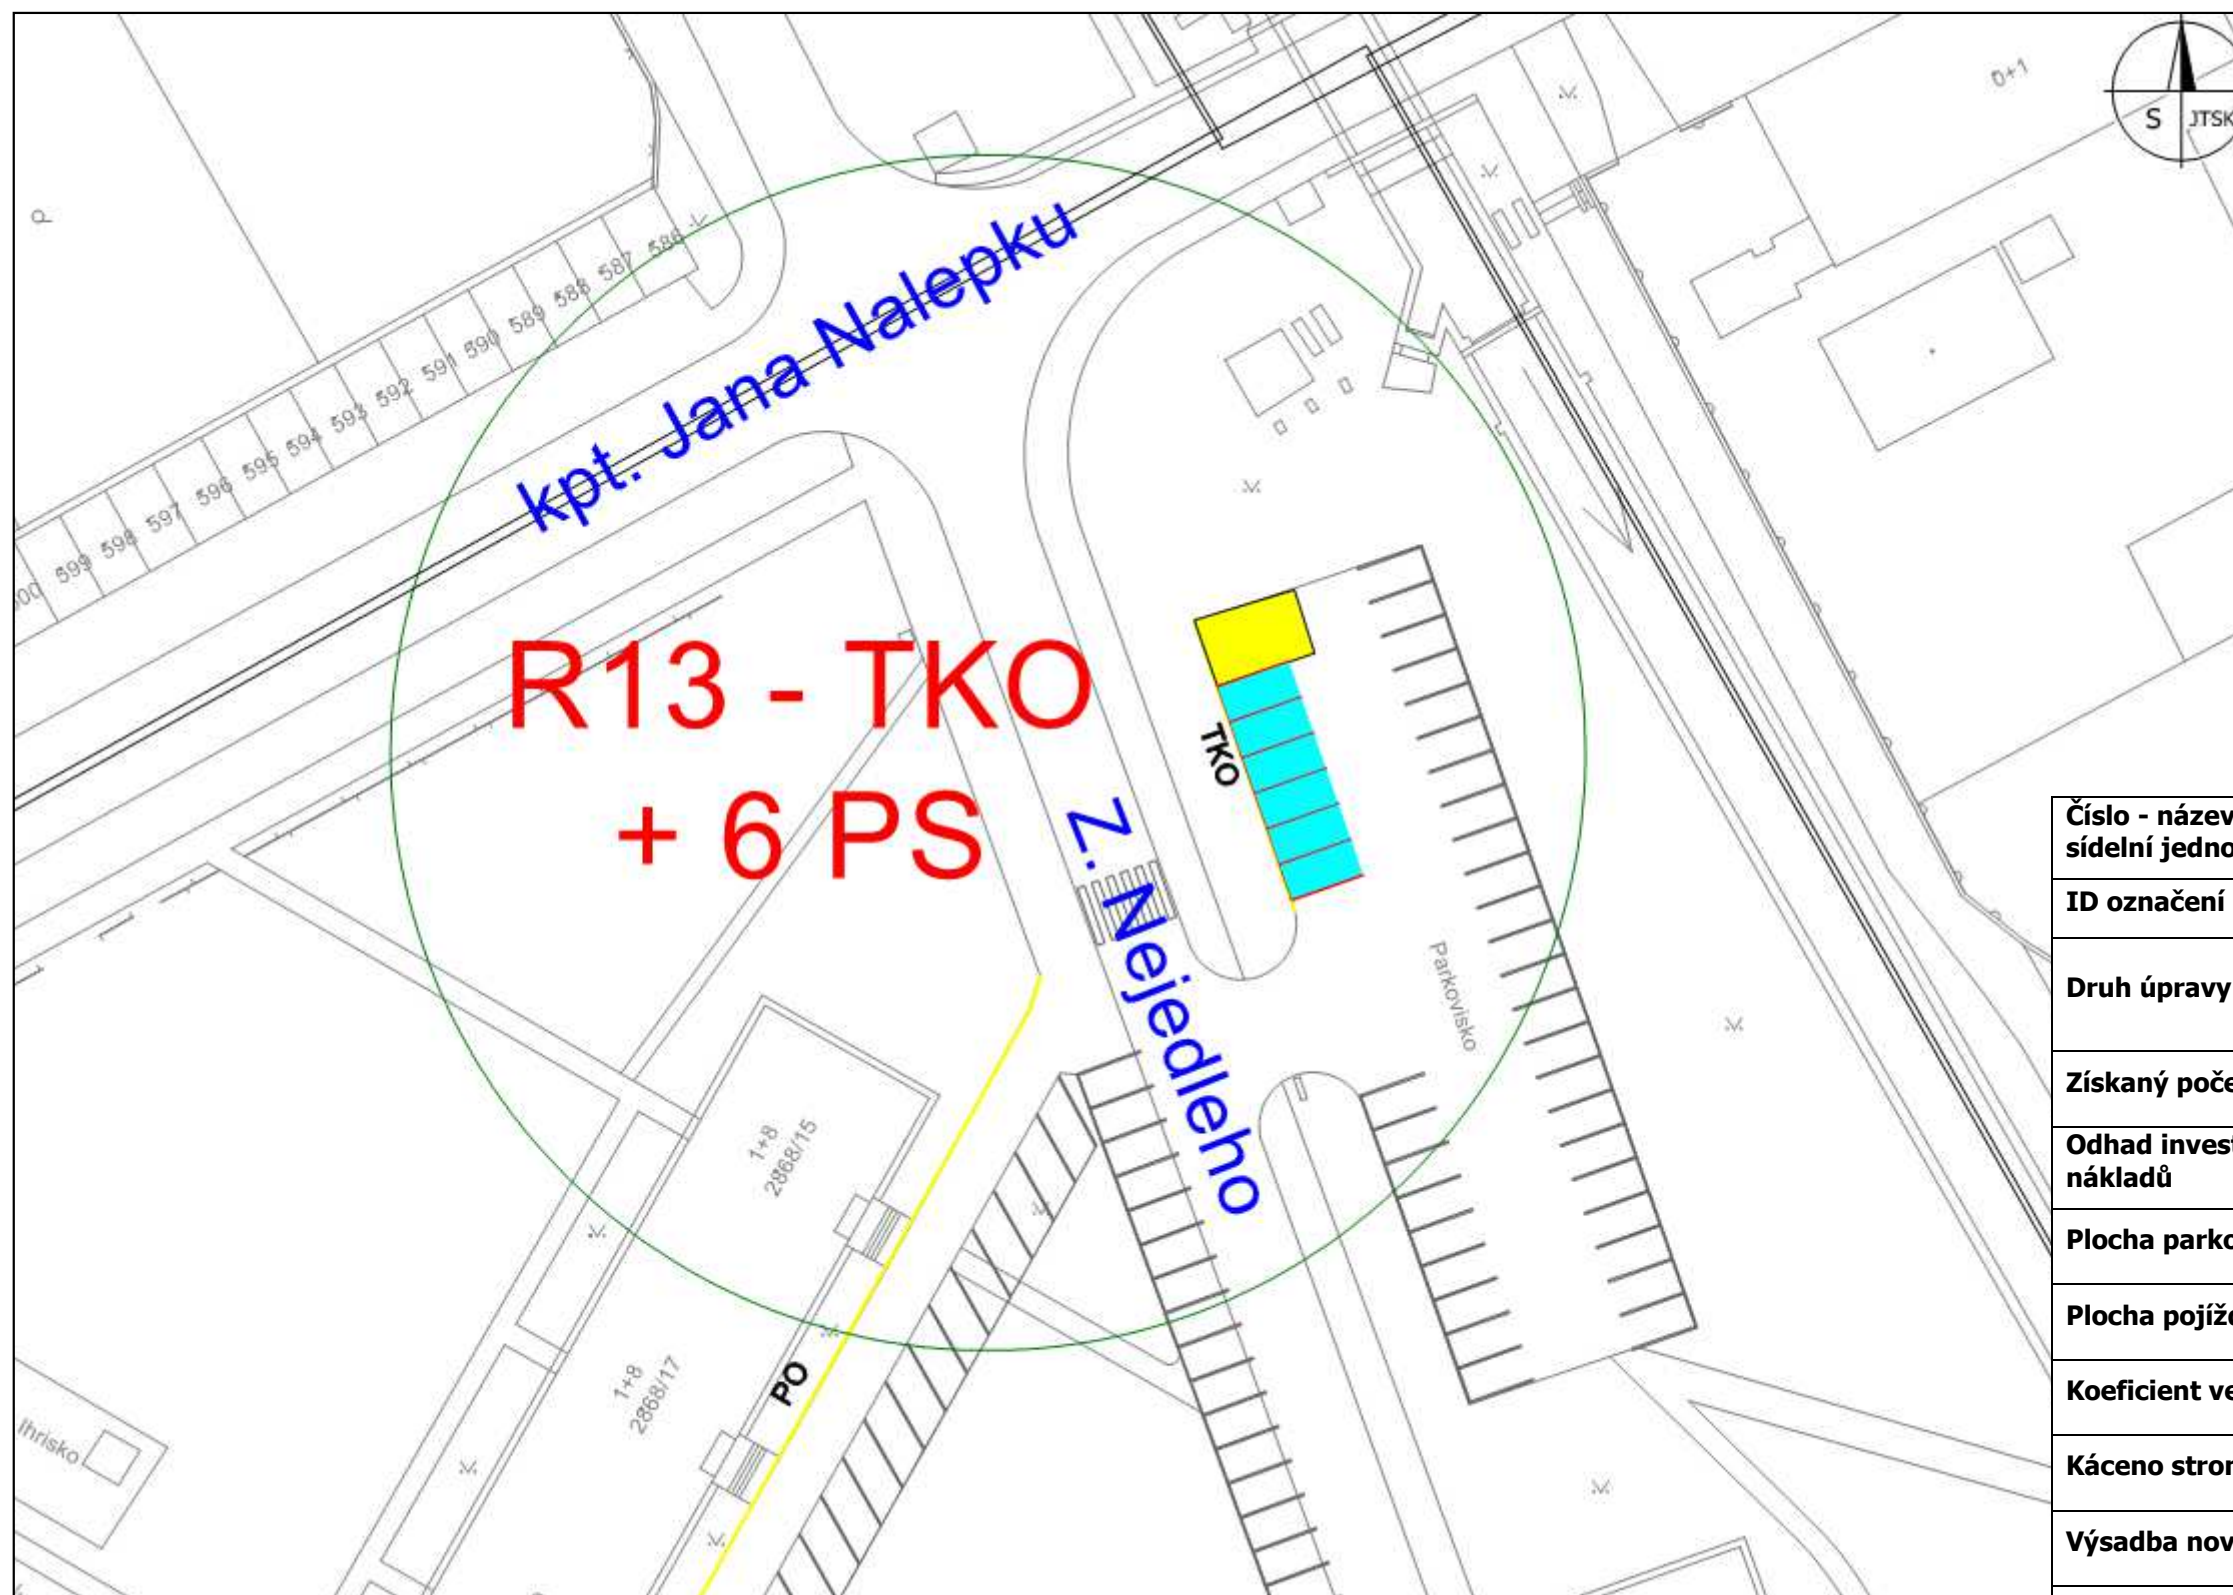 0+1
S JTSK
kpt. Jana Nalepku
586
587
588
589
590
591
592
593
594
595
596
597
598
599
R13 - TKO
+ 6 PS
TKO
Z. Nejedleho
Parkovisko
1+8
2868/15
1+8
2868/17
PO
Ihrisko
Číslo - název
sídelní jedno
ID označení
Druh úpravy
Získaný poče
Odhad invest
nákladů
Plocha parko
Plocha pojížd
Koeficient ve
Káceno stron
Výsadba nov